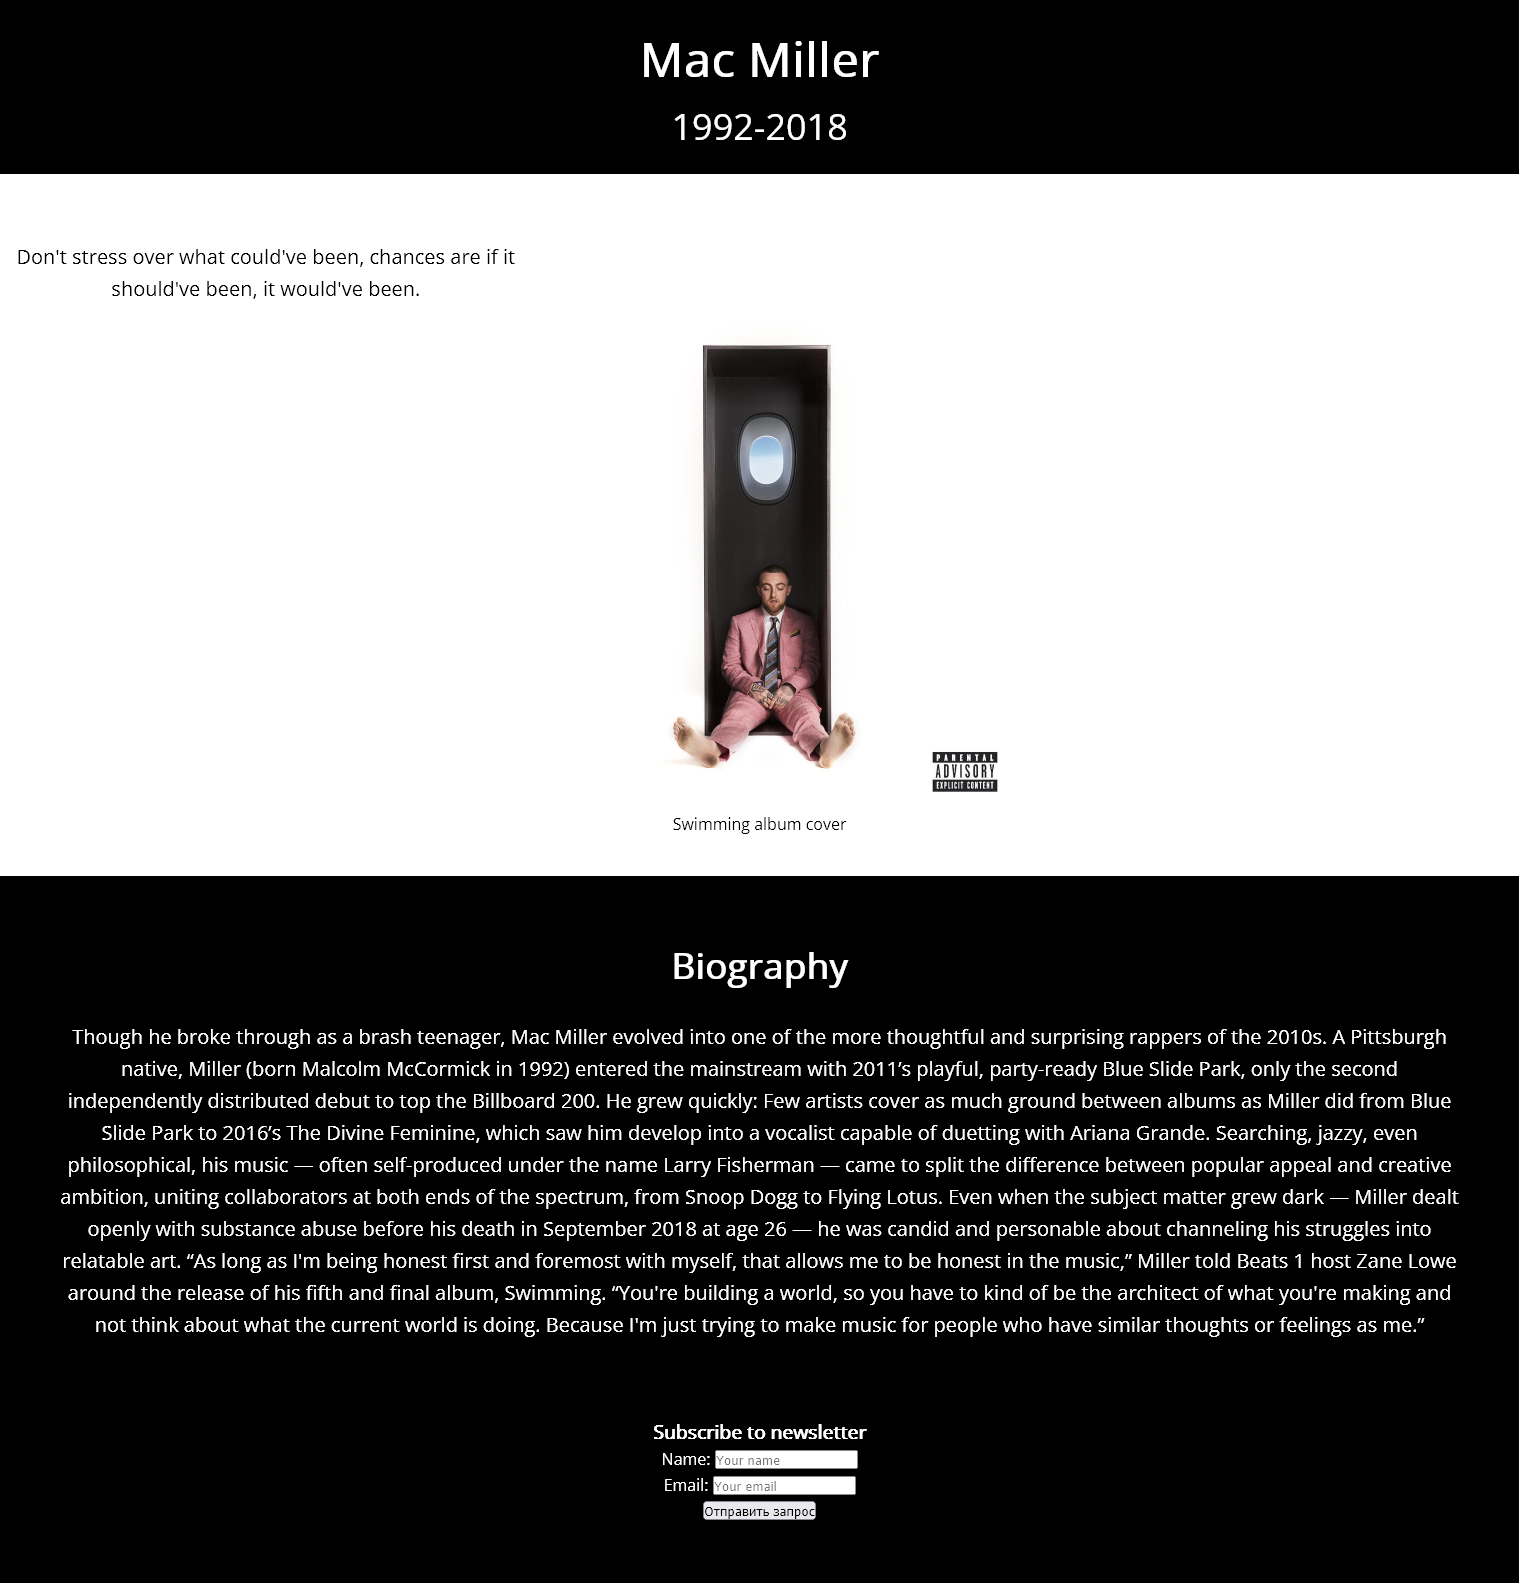 Mac Miller
1992-2018
Don't stress over what could've been, chances are if it
should've been, it would've been.
PARENTAL
ADVISORY
EXPLICIT CONTENT
Swimming album cover
Biography
Though he broke through as a brash teenager, Mac Miller evolved into one of the more thoughtful and surprising rappers of the 2010s. A Pittsburgh
native, Miller (born Malcolm McCormick in 1992) entered the mainstream with 2011’s playful, party-ready Blue Slide Park, only the second
independently distributed debut to top the Billboard 200. He grew quickly: Few artists cover as much ground between albums as Miller did from Blue
Slide Park to 2016’s The Divine Feminine, which saw him develop into a vocalist capable of duetting with Ariana Grande. Searching, jazzy, even
philosophical, his music — often self-produced under the name Larry Fisherman — came to split the difference between popular appeal and creative
ambition, uniting collaborators at both ends of the spectrum, from Snoop Dogg to Flying Lotus. Even when the subject matter grew dark — Miller dealt
openly with substance abuse before his death in September 2018 at age 26 — he was candid and personable about channeling his struggles into
relatable art. “As long as I'm being honest first and foremost with myself, that allows me to be honest in the music,” Miller told Beats 1 host Zane Lowe
around the release of his fifth and final album, Swimming. “You're building a world, so you have to kind of be the architect of what you're making and
not think about what the current world is doing. Because I'm just trying to make music for people who have similar thoughts or feelings as me.”
Subscribe to newsletter
Name: Your name
Email: Your email
Отправить запрос